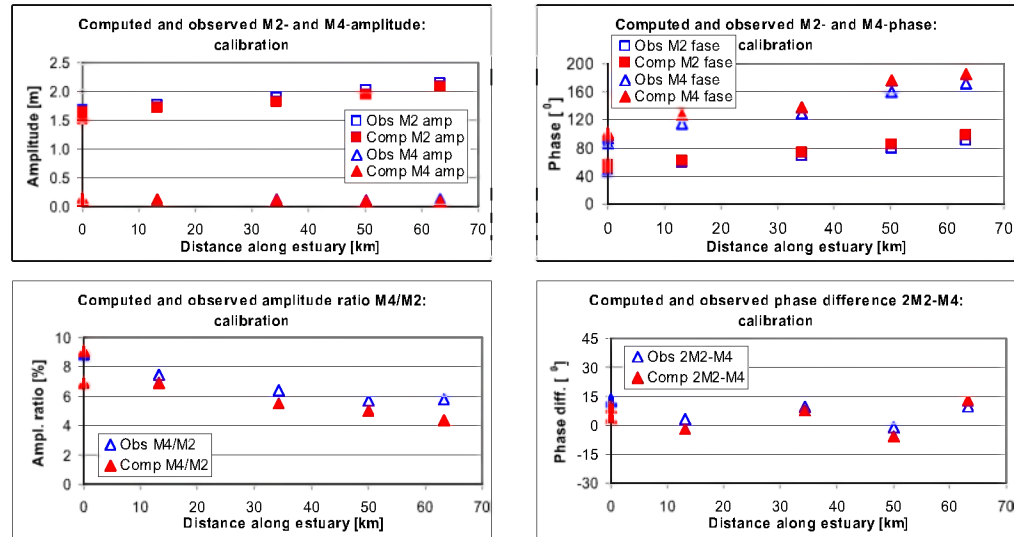 Computed and observed M2- and M4-amplitude:
calibration
Amplitude [m]
2.5
2.0
1.5
1.0
0.5
0.0
Obs M2 amp
Comp M2 amp
Obs M4 amp
Comp M4 amp
0 10 20 30 40 50 60 70
Distance along estuary [km]
Computed and observed M2- and M4-phase:
calibration
Phase [ 0]
200
160
120
80
40
0
Obs M2 fase
Comp M2 fase
Obs M4 fase
Comp M4 fase
0 10 20 30 40 50 60 70
Distance along estuary [km]
Computed and observed amplitude ratio M4/M2:
calibration
Ampl. ratio [%]
10
8
6
4
2
0
Obs M4/M2
Comp M4/M2
0 10 20 30 40 50 60 70
Distance along estuary [km]
Computed and observed phase difference 2M2-M4:
calibration
Phase diff. [ 0]
45
30
15
0
-15
-30
Obs 2M2-M4
Comp 2M2-M4
0 10 20 30 40 50 60 70
Distance along estuary [km]